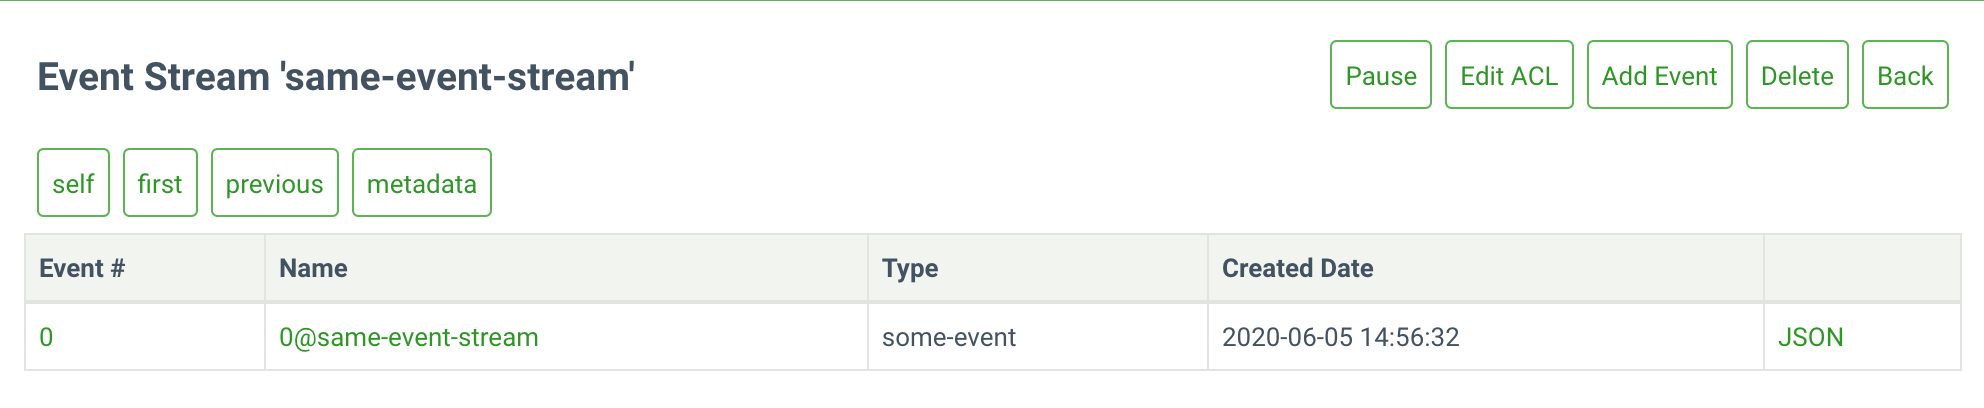 Event Stream 'same-event-stream' Pause Edit ACL Add Event Delete Back
self first previous metadata
Event # Name Type Created Date
0 0@same-event-stream some-event 2020-06-05 14:56:32 JSON